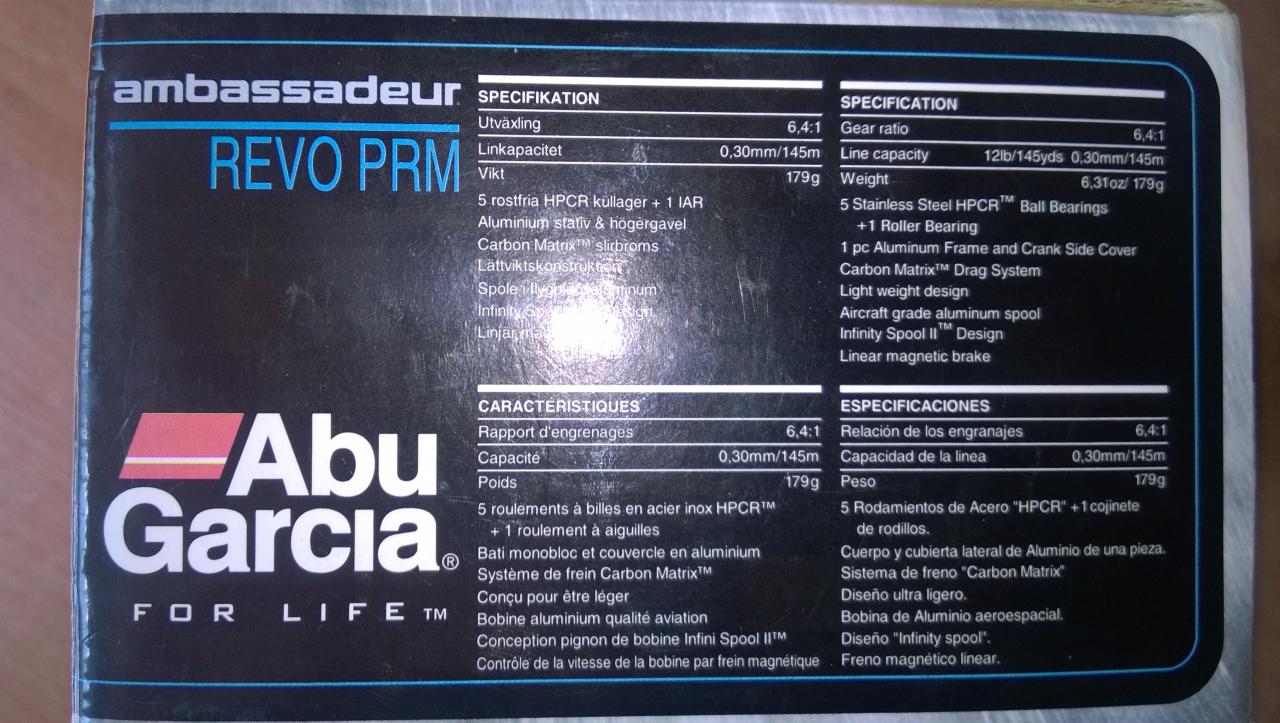 ambassadeur
REVO PRM
Abu
Garcia®
FOR LIFE™
SPECIFIKATION
Utväxling 6,4:1
Linkapacitet 0,30mm/145m
Vikt 179g
5 rostfria HPCR kullager + 1 IAR
Aluminium stativ & högergavel
Carbon Matrix™ slirbroms
Lättviktskonstruktion
Spole i
Infinity
Linjär
SPECIFICATION
Gear ratio 6,4:1
Line capacity 12lb/145yds 0,30mm/145m
Weight 6,31oz/ 179g
5 Stainless Steel HPCR™ Ball Bearings
+1 Roller Bearing
1 pc Aluminum Frame and Crank Side Cover
Carbon Matrix™ Drag System
Light weight design
Aircraft grade aluminum spool
Infinity Spool II™ Design
Linear magnetic brake
CARACTERISTIQUES
Rapport d'engrenages 6,4:1
Capacité 0,30mm/145m
Poids 179g
5 roulements à billes en acier inox HPCR™
+ 1 roulement à aiguilles
Bati monobloc et couvercle en aluminium
Système de frein Carbon Matrix™
Conçu pour être léger
Bobine aluminium qualité aviation
Conception pignon de bobine Infini Spool II™
Contrôle de la vitesse de la bobine par frein magnétique
ESPECIFICACIONES
Relación de los engranajes 6,4:1
Capacidad de la linea 0,30mm/145m
Peso 179g
5 Rodamientos de Acero "HPCR" +1 cojinete
de rodillos.
Cuerpo y cubierta lateral de Aluminio de una pieza.
Sistema de freno "Carbon Matrix"
Diseño ultra ligero.
Bobina de Aluminio aeroespacial.
Diseño "Infinity spool".
Freno magnético linear.